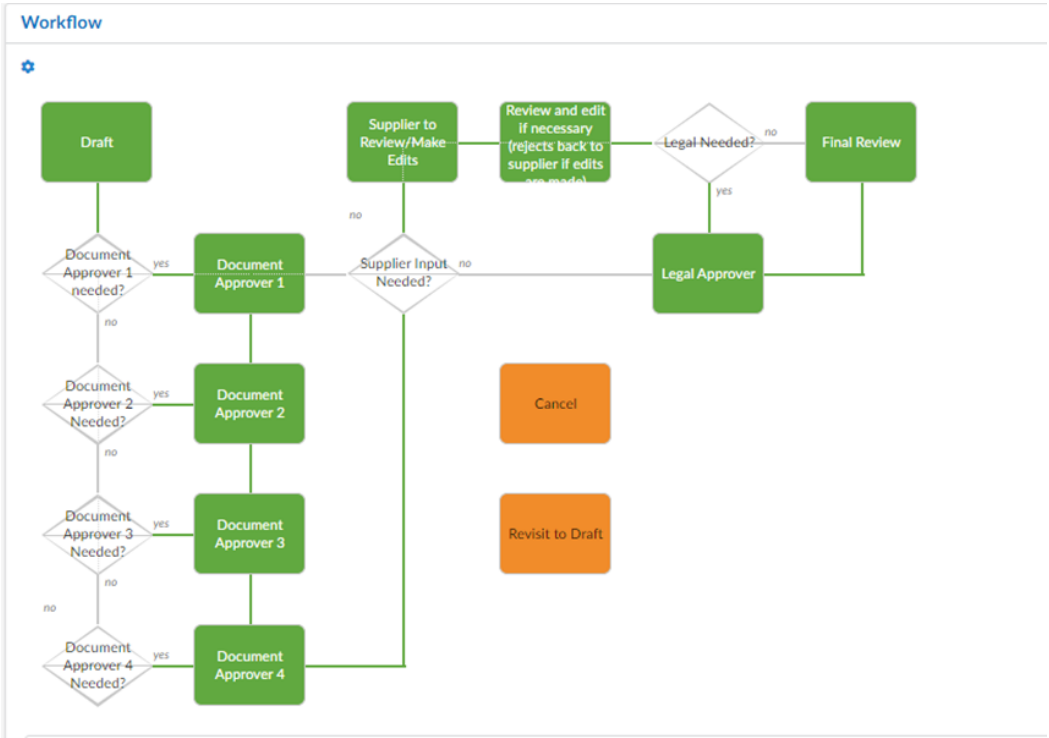 Workflow
Draft
Supplier to
Review/Make
Edits
Review and edit
if necessary
(rejects back to
supplier if edits
are made)
Legal Needed?
no
Final Review
yes
no
Document
Approver 1
needed?
yes
Document
Approver 1
Supplier Input
Needed?
no
Legal Approver
no
Document
Approver 2
Needed?
yes
Document
Approver 2
Cancel
no
Document
Approver 3
Needed?
yes
Document
Approver 3
Revisit to Draft
no
no
Document
Approver 4
Needed?
yes
Document
Approver 4